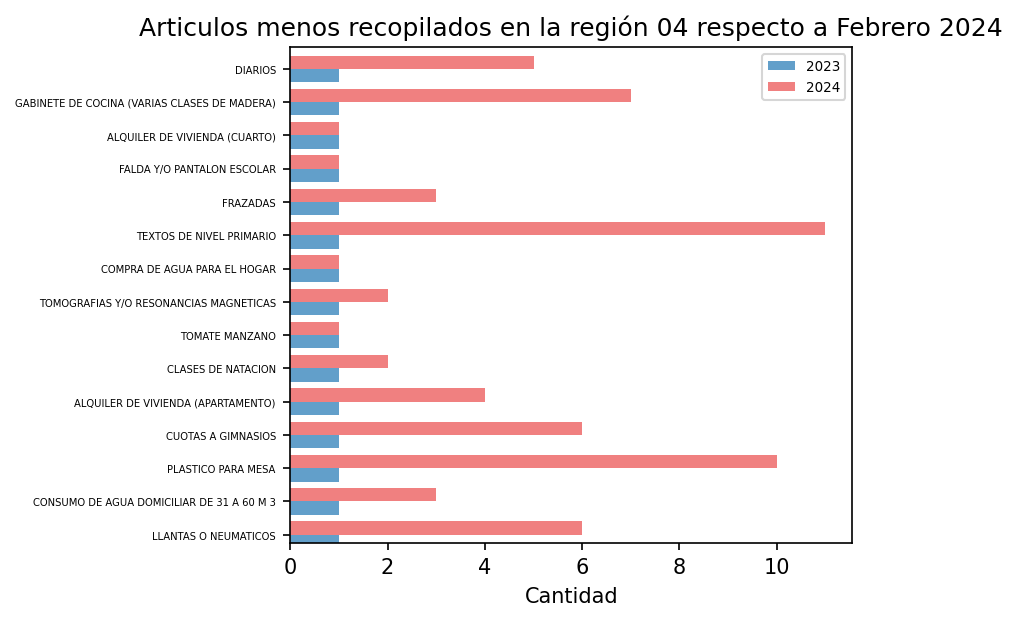 Articulos menos recopilados en la región 04 respecto a Febrero 2024
2023
2024
DIARIOS
GABINETE DE COCINA (VARIAS CLASES DE MADERA)
ALQUILER DE VIVIENDA (CUARTO)
FALDA Y/O PANTALON ESCOLAR
FRAZADAS
TEXTOS DE NIVEL PRIMARIO
COMPRA DE AGUA PARA EL HOGAR
TOMOGRAFIAS Y/O RESONANCIAS MAGNETICAS
TOMATE MANZANO
CLASES DE NATACION
ALQUILER DE VIVIENDA (APARTAMENTO)
CUOTAS A GIMNASIOS
PLASTICO PARA MESA
CONSUMO DE AGUA DOMICILIAR DE 31 A 60 M 3
LLANTAS O NEUMATICOS
0 2 4 6 8 10
Cantidad